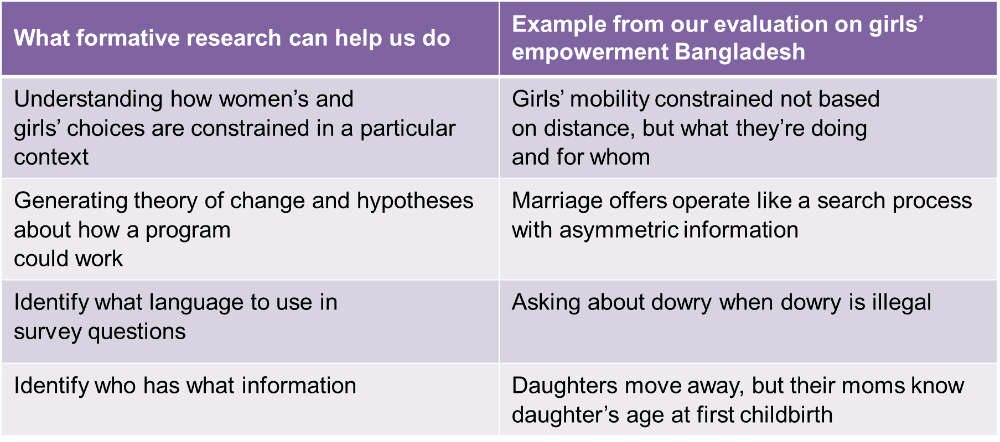 What formative research can help us do
Example from our evaluation on girls’
empowerment Bangladesh
Understanding how women’s and
girls’ choices are constrained in a particular
context
Girls’ mobility constrained not based
on distance, but what they’re doing
and for whom
Generating theory of change and hypotheses
about how a program
could work
Marriage offers operate like a search process
with asymmetric information
Identify what language to use in
survey questions
Asking about dowry when dowry is illegal
Identify who has what information
Daughters move away, but their moms know
daughter’s age at first childbirth